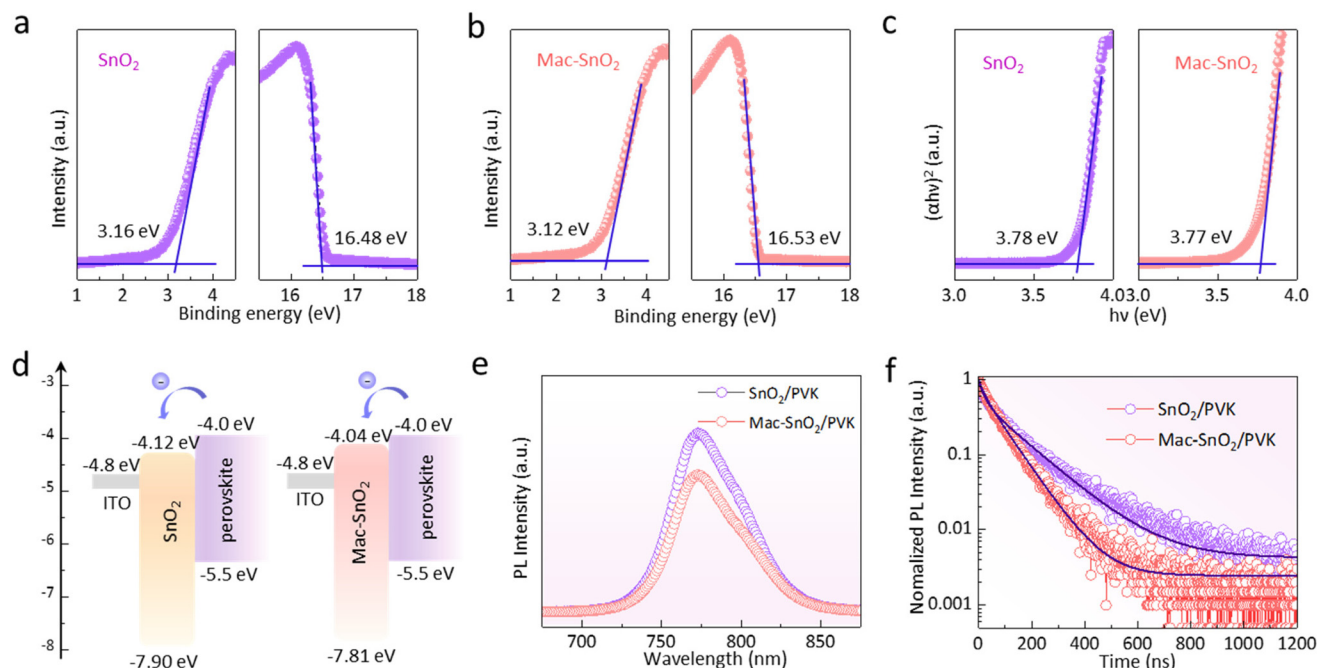 a
SnO₂
Intensity (a.u.)
3.16 eV
16.48 eV
1 2 3 4 16 17 18
Binding energy (eV)
b
Mac-SnO₂
Intensity (a.u.)
3.12 eV
16.53 eV
1 2 3 4 16 17 18
Binding energy (eV)
c
SnO₂
Mac-SnO₂
(αhν)² (a.u.)
3.78 eV
3.77 eV
3.0 3.5 4.0 3.0 3.5 4.0
hν (eV)
d
-3
-4
-5
-6
-7
-8
-
-4.0 eV
-4.12 eV
-4.8 eV
ITO
SnO₂
perovskite
-5.5 eV
-7.90 eV
-
-4.0 eV
-4.04 eV
-4.8 eV
ITO
Mac-SnO₂
perovskite
-5.5 eV
-7.81 eV
e
SnO₂/PVK
Mac-SnO₂/PVK
PL Intensity (a.u.)
700 750 800 850
Wavelength (nm)
f
SnO₂/PVK
Mac-SnO₂/PVK
Nomalized PL Intensity (a.u.)
1
0.1
0.01
0.001
0 200 400 600 800 1000 1200
Time (ns)